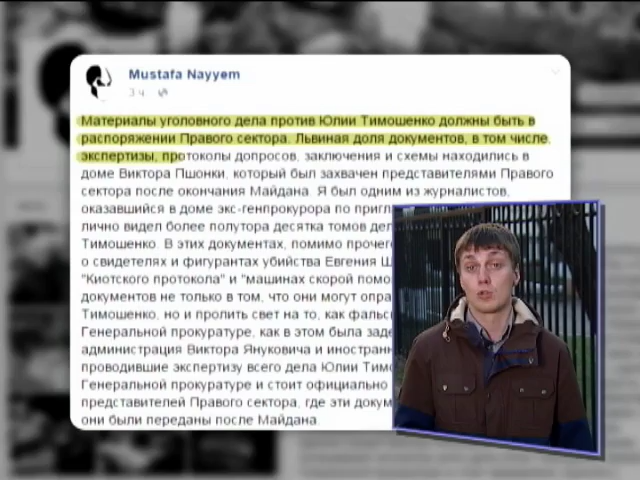 Mustafa Nayyem
3 ч.
Материалы уголовного дела против Юлии Тимошенко должны быть в
распоряжении Правого сектора. Львиная доля документов, в том числе,
экспертизы, протоколы допросов, заключения и схемы находились в
доме Виктора Пшонки, который был захвачен представителями Правого
сектора после окончания Майдана. Я был одним из журналистов,
оказавшийся в доме экс-генпрокурора по пригл
лично видел более полутора десятка томов дел
Тимошенко. В этих документах, помимо прочег
о свидетелях и фигурантах убийства Евгения Щ
"Киотского протокола" и "машинах скорой помо
документов не только в том, что они могут опра
Тимошенко, но и пролить свет на то, как фальс
Генеральной прокуратуре, как в этом была заде
администрация Виктора Януковича и иностранн
проводившие экспертизу всего дела Юлии Тимо
Генеральной прокуратуре и стоит официально
представителей Правого сектора, где эти докум
они были переданы после Майдана.